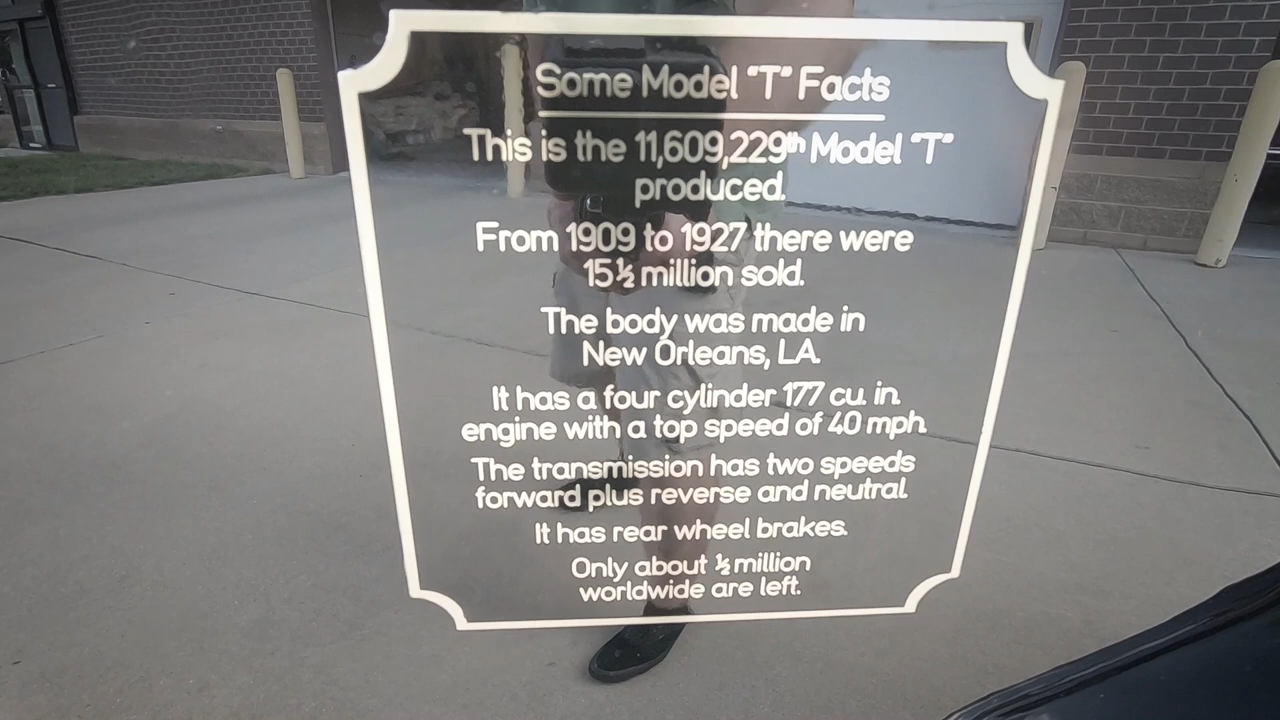 Some Model "T" Facts
This is the 11,609,229th Model "T"
produced.
From 1909 to 1927 there were
15½ million sold.
The body was made in
New Orleans, LA.
It has a four cylinder 177 cu. in.
engine with a top speed of 40 mph.
The transmission has two speeds
forward plus reverse and neutral.
It has rear wheel brakes.
Only about ½ million
worldwide are left.